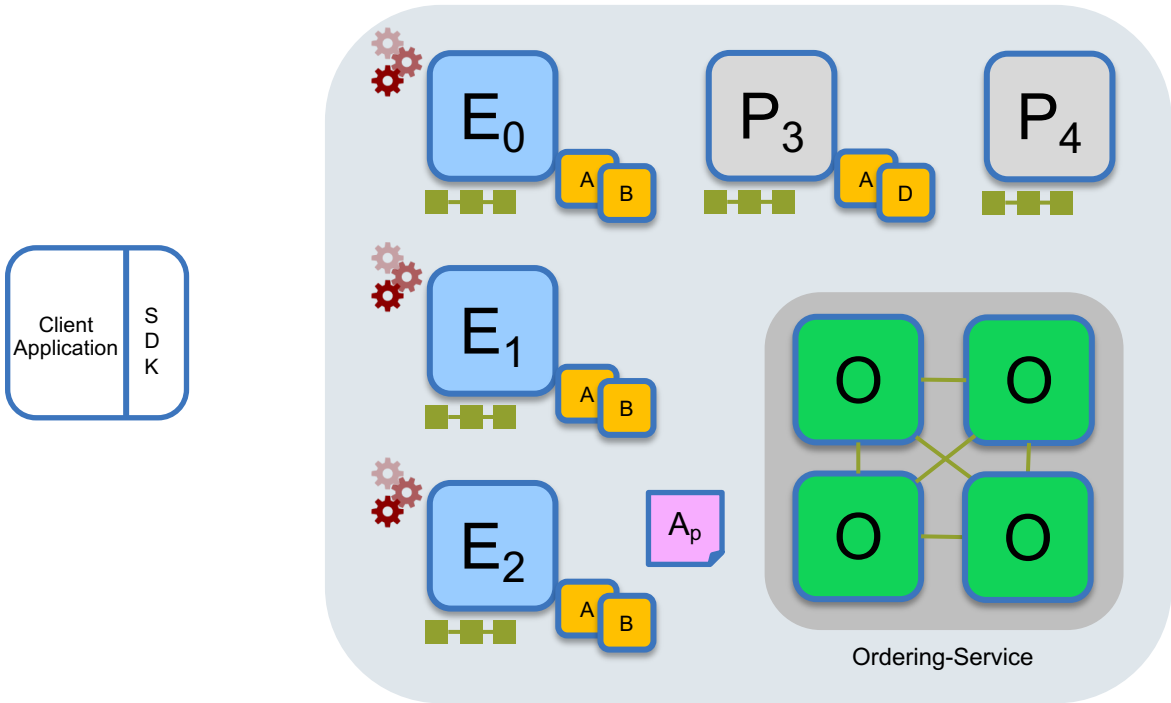 E0
A
B
P3
A
D
P4
Client
Application
S
D
K
E1
A
B
O
O
E2
A
B
Ap
O
O
Ordering-Service